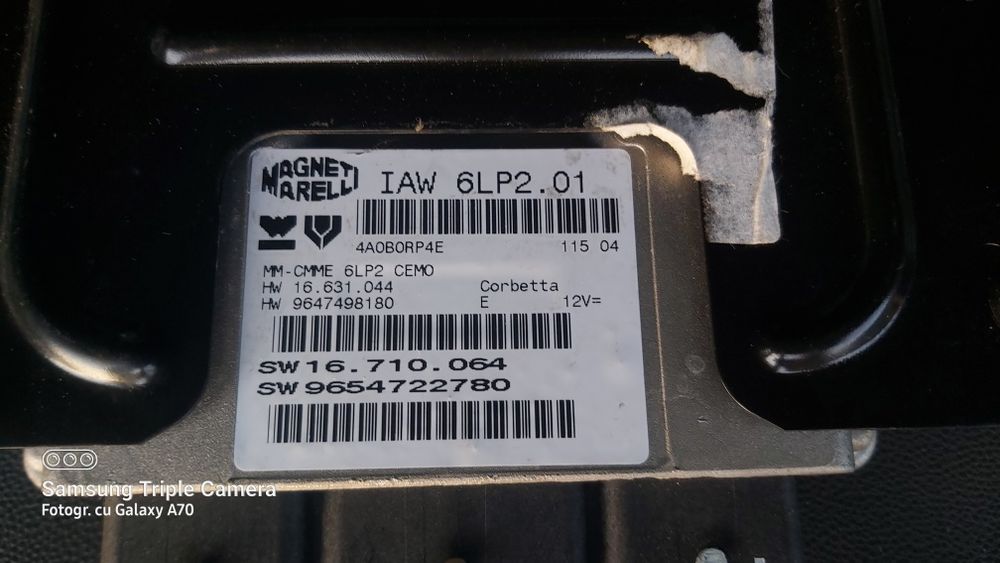 MAGNETI
MARELLI
IAW 6LP2.01
4A0B0RP4E 115 04
MM-CMME 6LP2 CEMO
HW 16.631.044 Corbetta
HW 9647498180 E 12V=
SW16.710.064
SW9654722780
Samsung Triple Camera
Fotogr. cu Galaxy A70